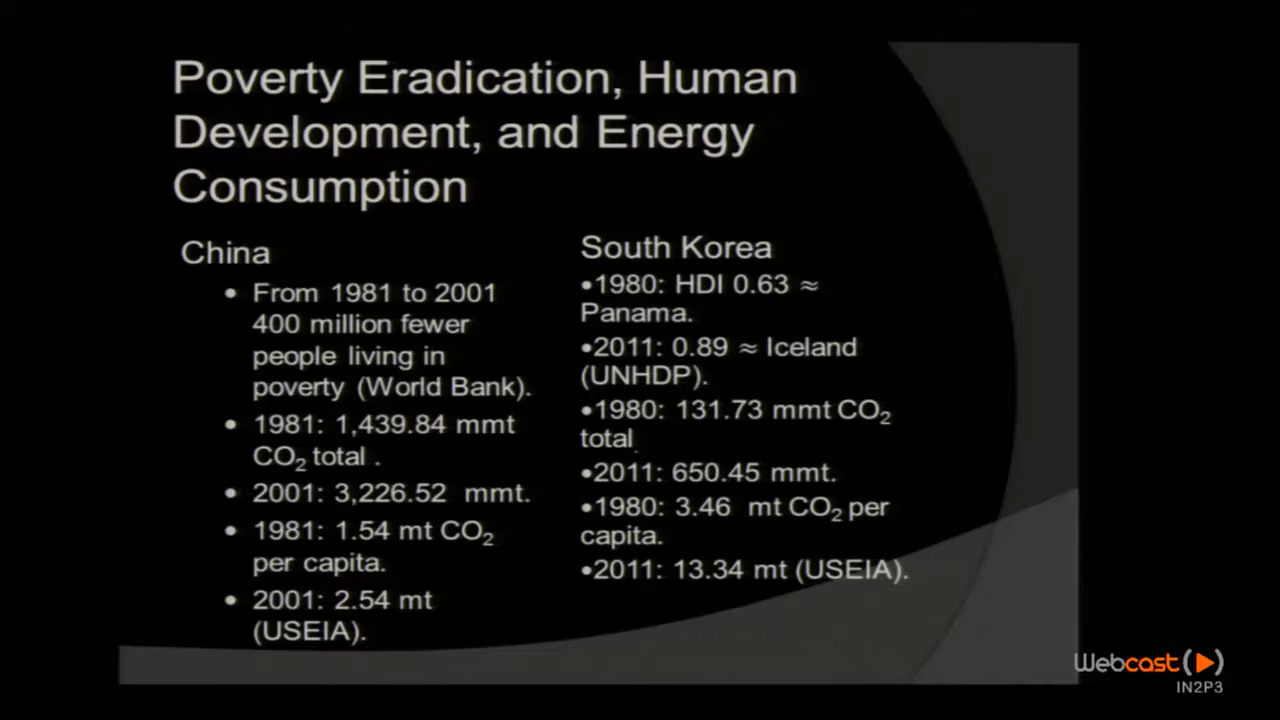 Poverty Eradication, Human
Development, and Energy
Consumption
China
• From 1981 to 2001
400 million fewer
people living in
poverty (World Bank).
• 1981: 1,439.84 mmt
CO₂ total .
• 2001: 3,226.52 mmt.
• 1981: 1.54 mt CO₂
per capita.
• 2001: 2.54 mt
(USEIA).
South Korea
•1980: HDI 0.63 ≈
Panama.
•2011: 0.89 ≈ Iceland
(UNHDP).
•1980: 131.73 mmt CO₂
total
•2011: 650.45 mmt.
•1980: 3.46 mt CO₂ per
capita.
•2011: 13.34 mt (USEIA).
Webcast
IN2P3